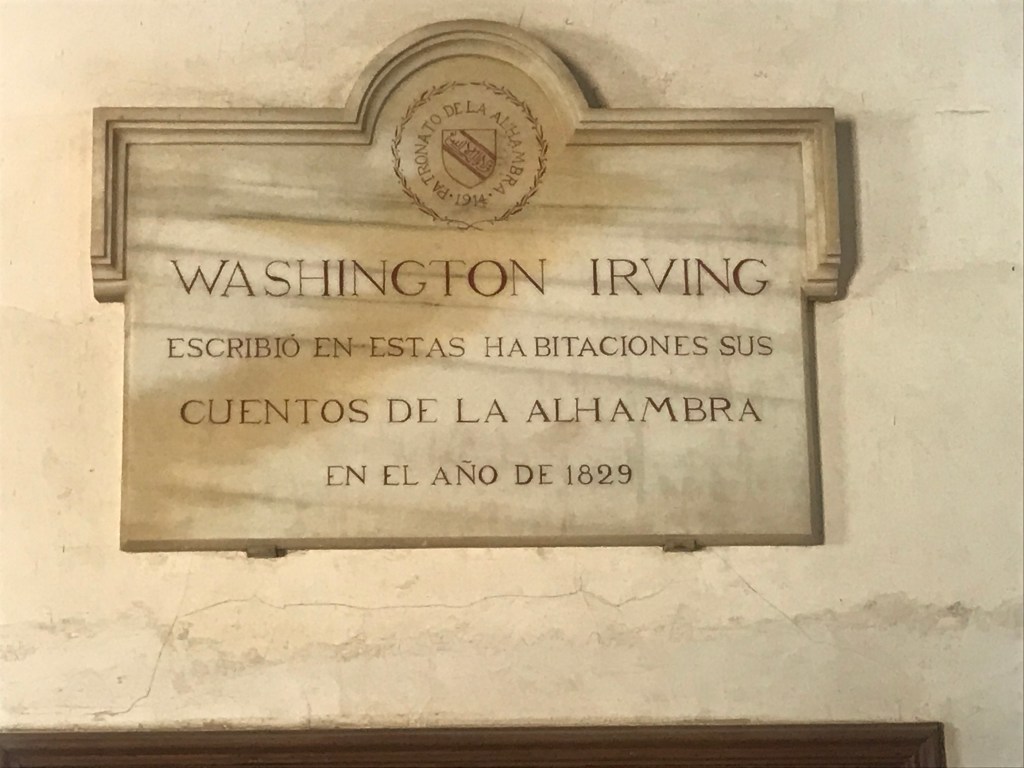 PATRONATO DE LA ALHAMBRA
· 1914 ·
WASHINGTON IRVING
ESCRIBIÓ EN ESTAS HABITACIONES SUS
CUENTOS DE LA ALHAMBRA
EN EL AÑO DE 1829